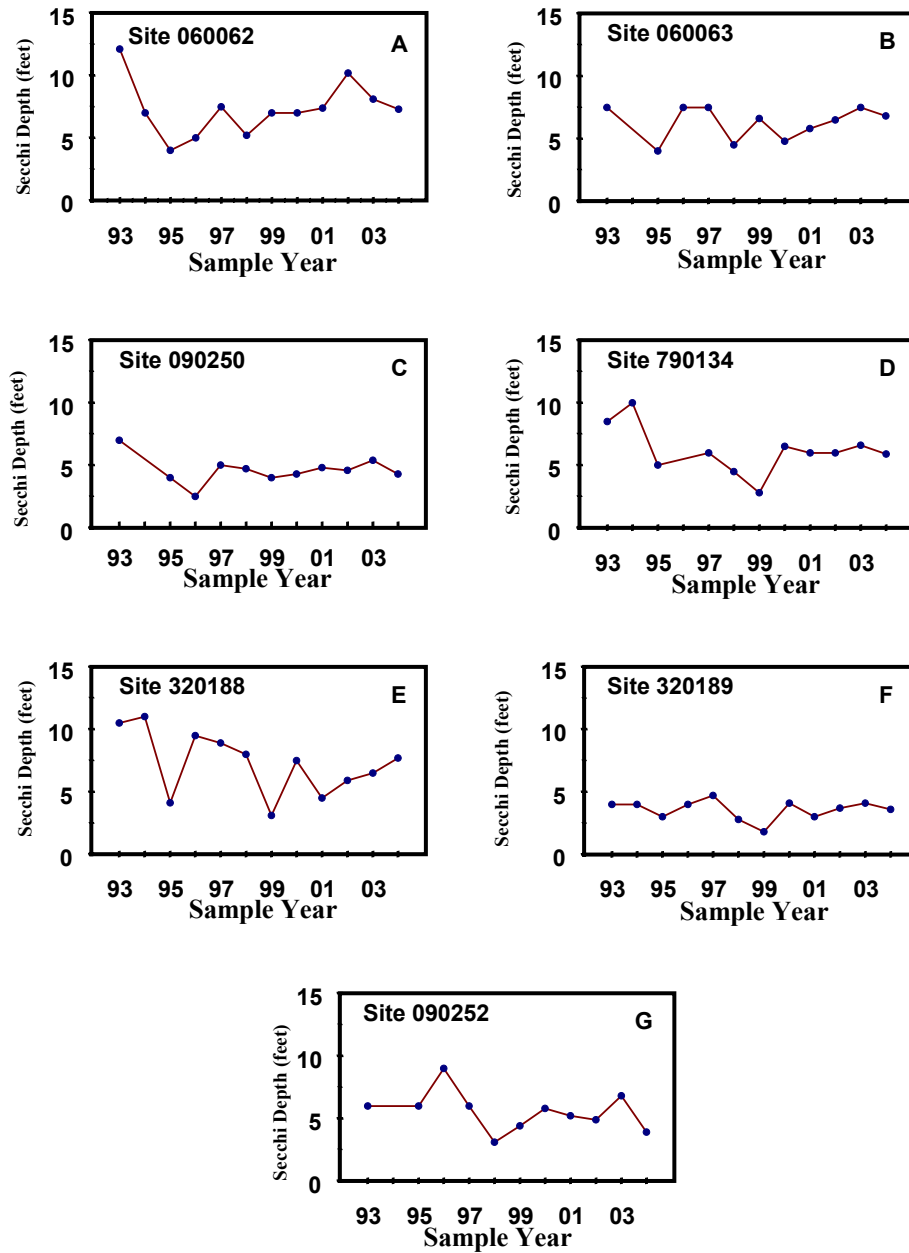 Site 060062
A
15
10
5
0
Secchi Depth (feet)
93 95 97 99 01 03
Sample Year
Site 060063
B
15
10
5
0
Secchi Depth (feet)
93 95 97 99 01 03
Sample Year
Site 090250
C
15
10
5
0
Secchi Depth (feet)
93 95 97 99 01 03
Sample Year
Site 790134
D
15
10
5
0
Secchi Depth (feet)
93 95 97 99 01 03
Sample Year
Site 320188
E
15
10
5
0
Secchi Depth (feet)
93 95 97 99 01 03
Sample Year
Site 320189
F
15
10
5
0
Secchi Depth (feet)
93 95 97 99 01 03
Sample Year
Site 090252
G
15
10
5
0
Secchi Depth (feet)
93 95 97 99 01 03
Sample Year